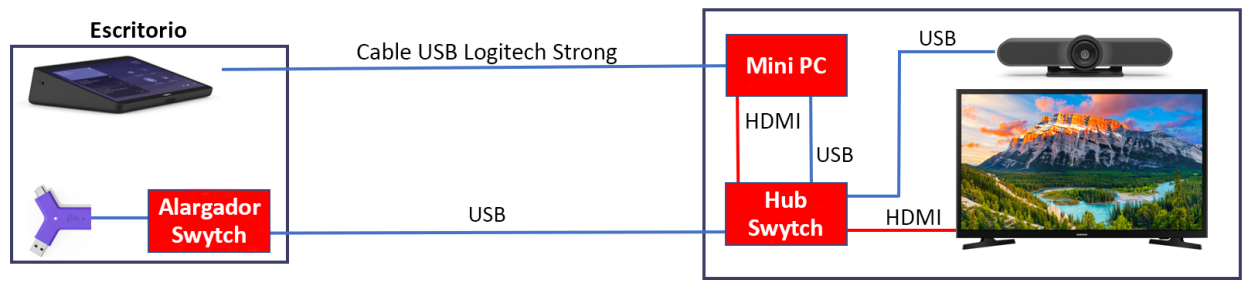 Escritorio
Cable USB Logitech Strong
Mini PC
USB
HDMI
USB
Alargador
Swytch
USB
Hub
Swytch
HDMI